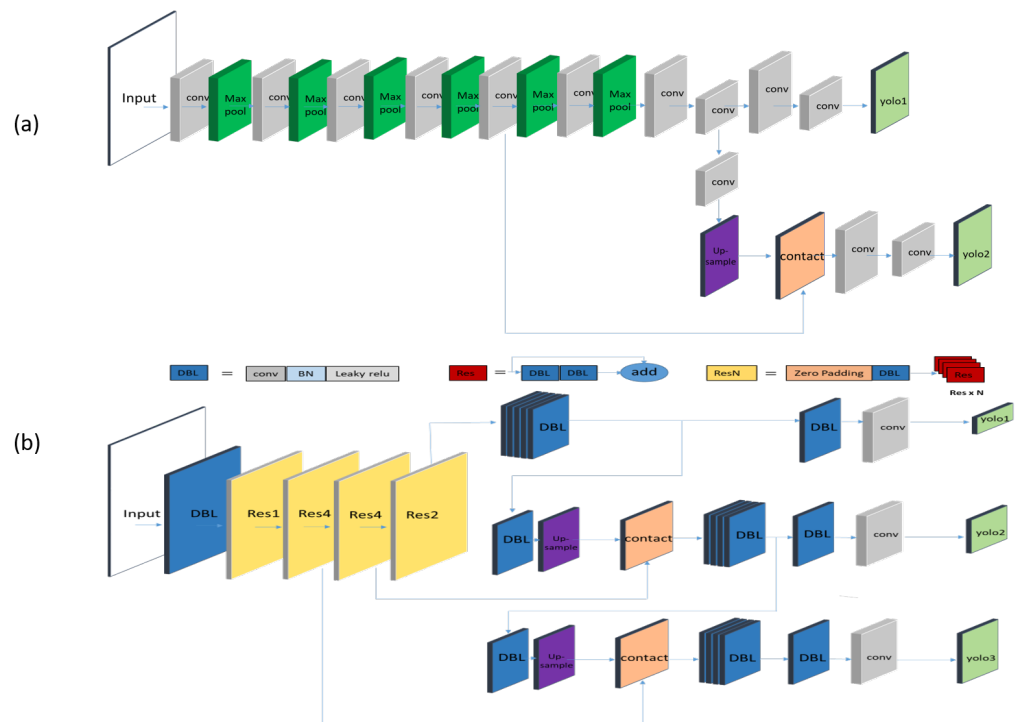 (a)
Input
conv
Max pool
conv
Max pool
conv
Max pool
conv
Max pool
conv
Max pool
conv
Max pool
conv
conv
conv
conv
yolo1
conv
Up-
sample
contact
conv
conv
yolo2
DBL = conv BN Leaky relu
Res = DBL DBL add
ResN = Zero Padding DBL Res
Res x N
(b)
Input
DBL
Res1
Res4
Res4
Res2
DBL
DBL
conv
yolo1
DBL
Up-
sample
contact
DBL
DBL
conv
yolo2
DBL
Up-
sample
contact
DBL
DBL
conv
yolo3